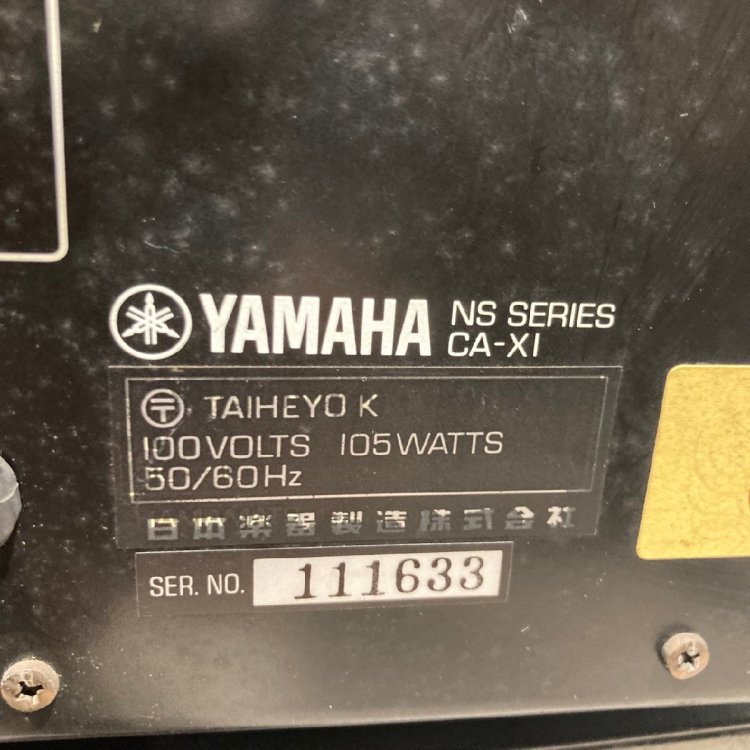 YAMAHA NS SERIES
CA-X1
〒 TAIHEYO K
100VOLTS 105WATTS
50/60Hz
日本楽器製造株式会社
SER. NO. 111633